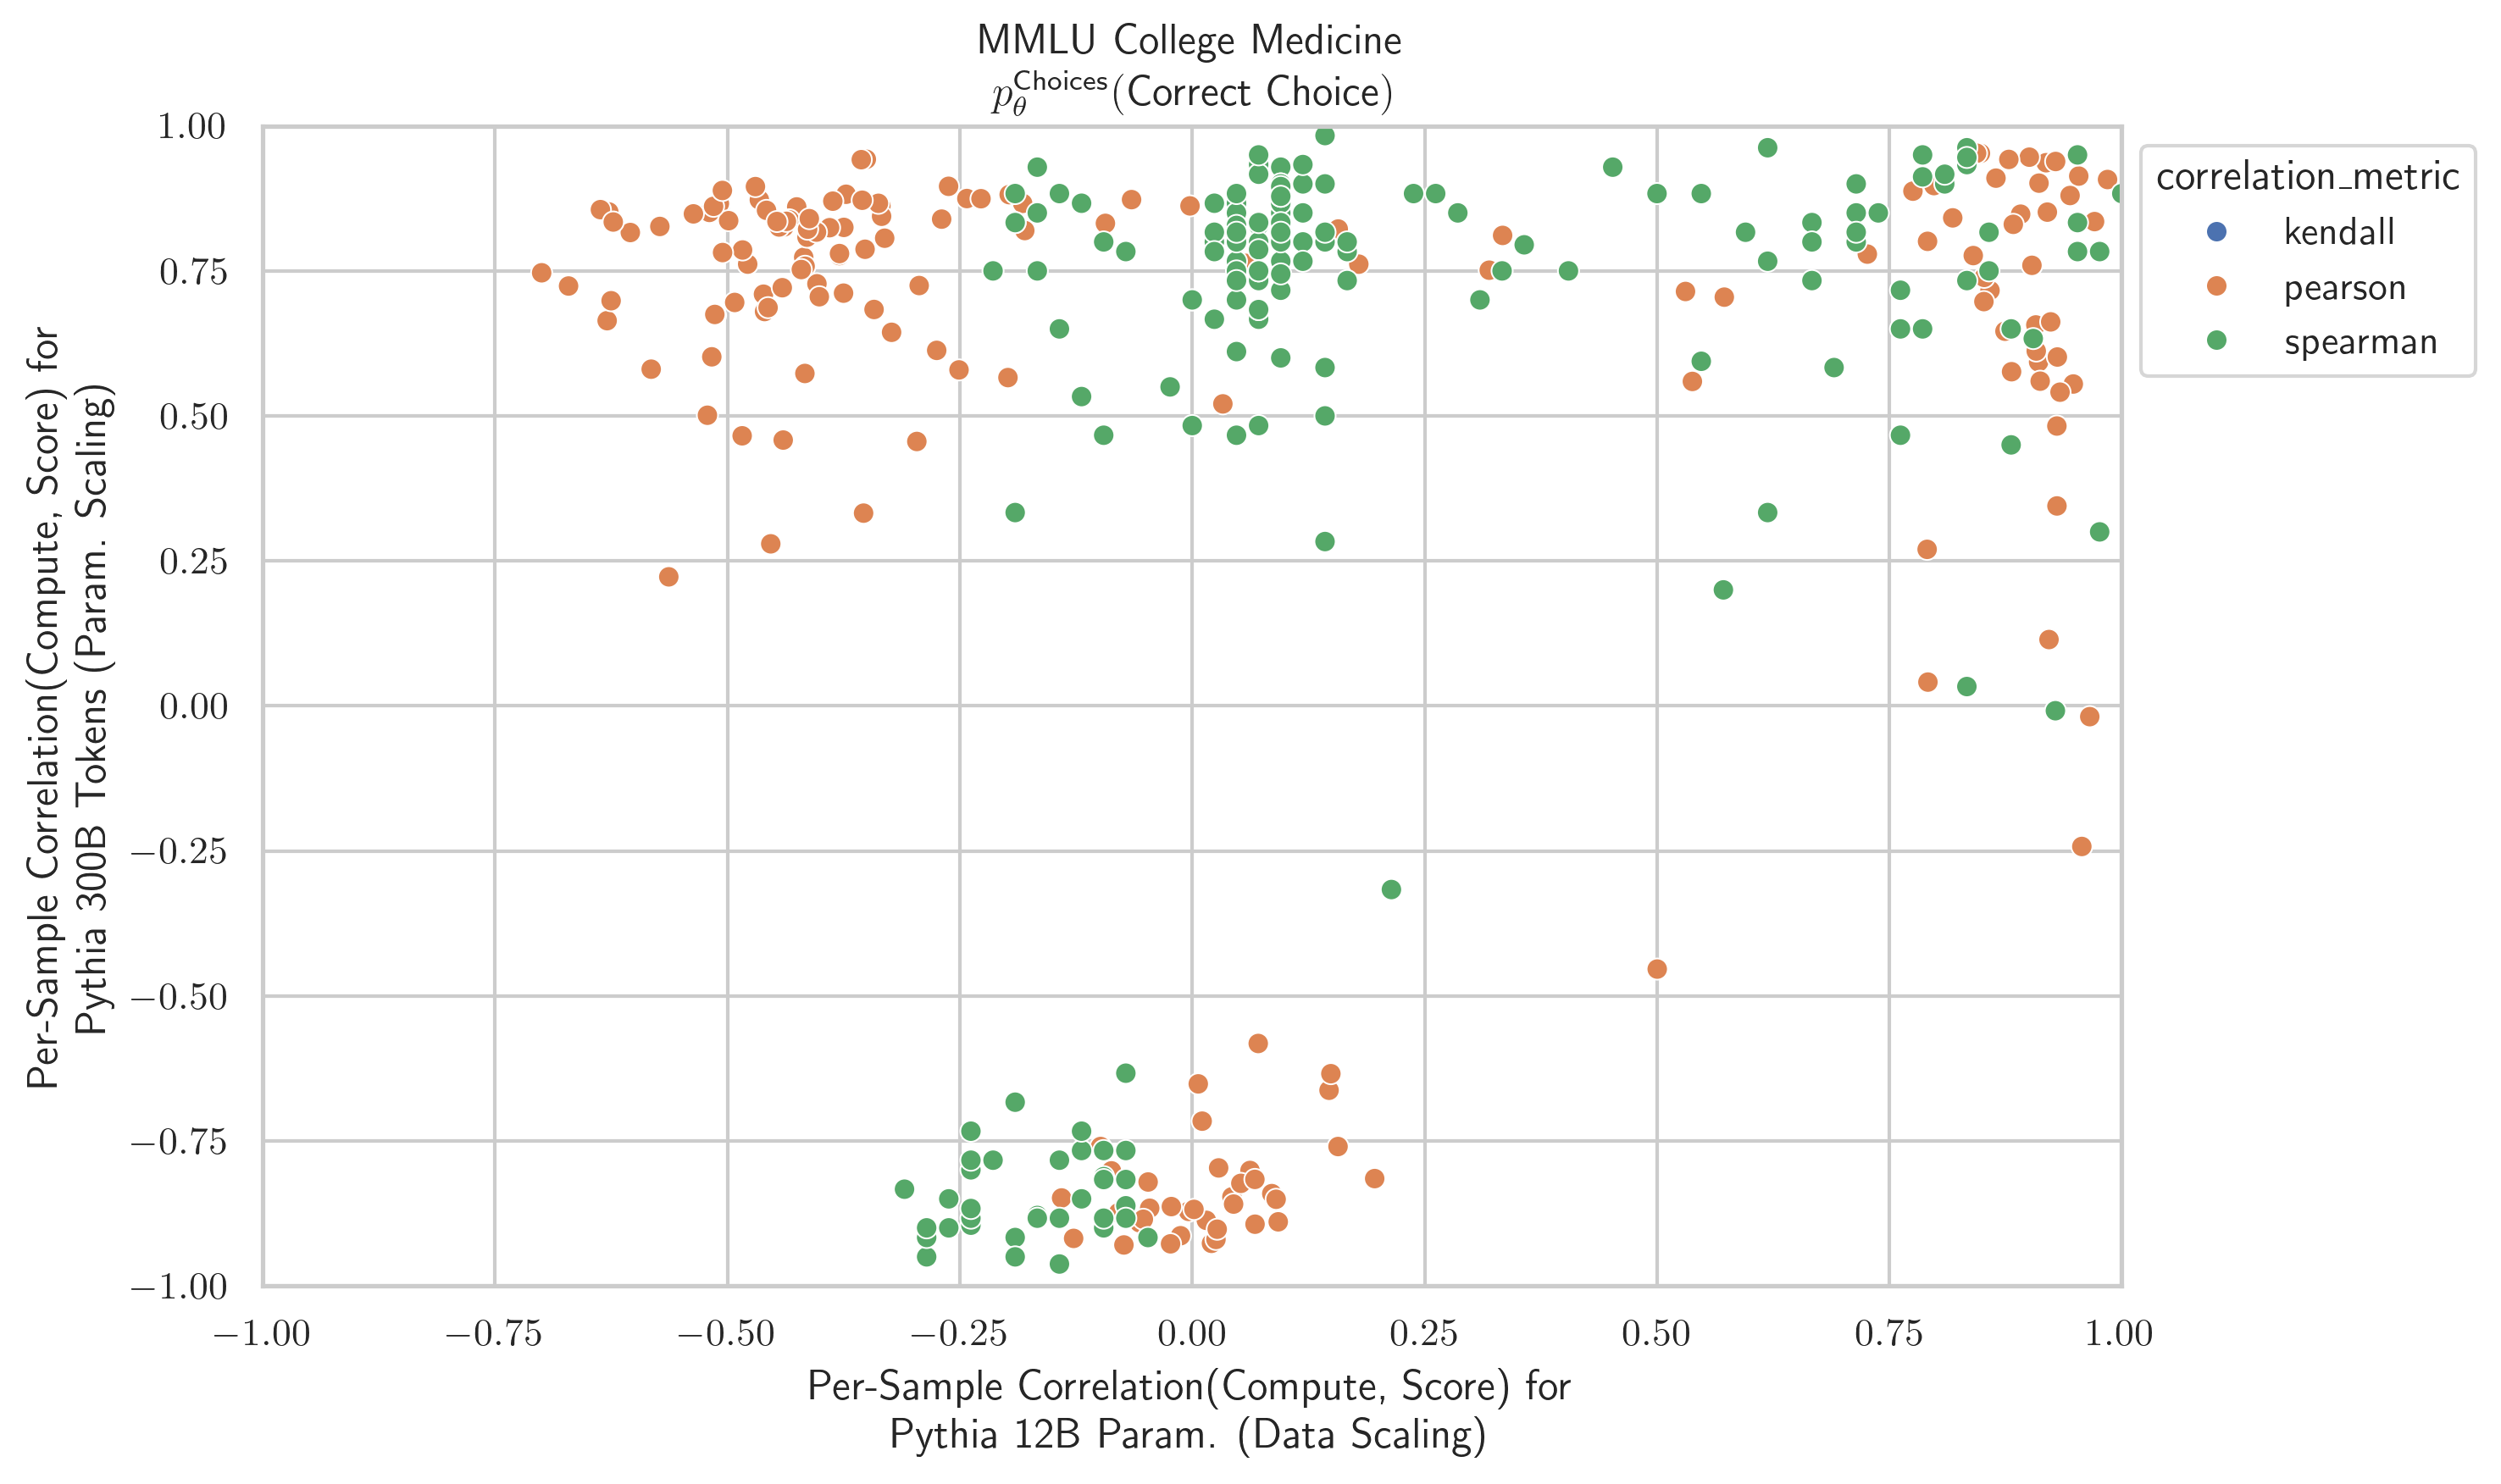 MMLU College Medicine
p_θ^Choices(Correct Choice)
Per-Sample Correlation(Compute, Score) for
Pythia 300B Tokens (Param. Scaling)
1.00
0.75
0.50
0.25
0.00
−0.25
−0.50
−0.75
−1.00
−1.00 −0.75 −0.50 −0.25 0.00 0.25 0.50 0.75 1.00
Per-Sample Correlation(Compute, Score) for
Pythia 12B Param. (Data Scaling)
correlation_metric
kendall
pearson
spearman